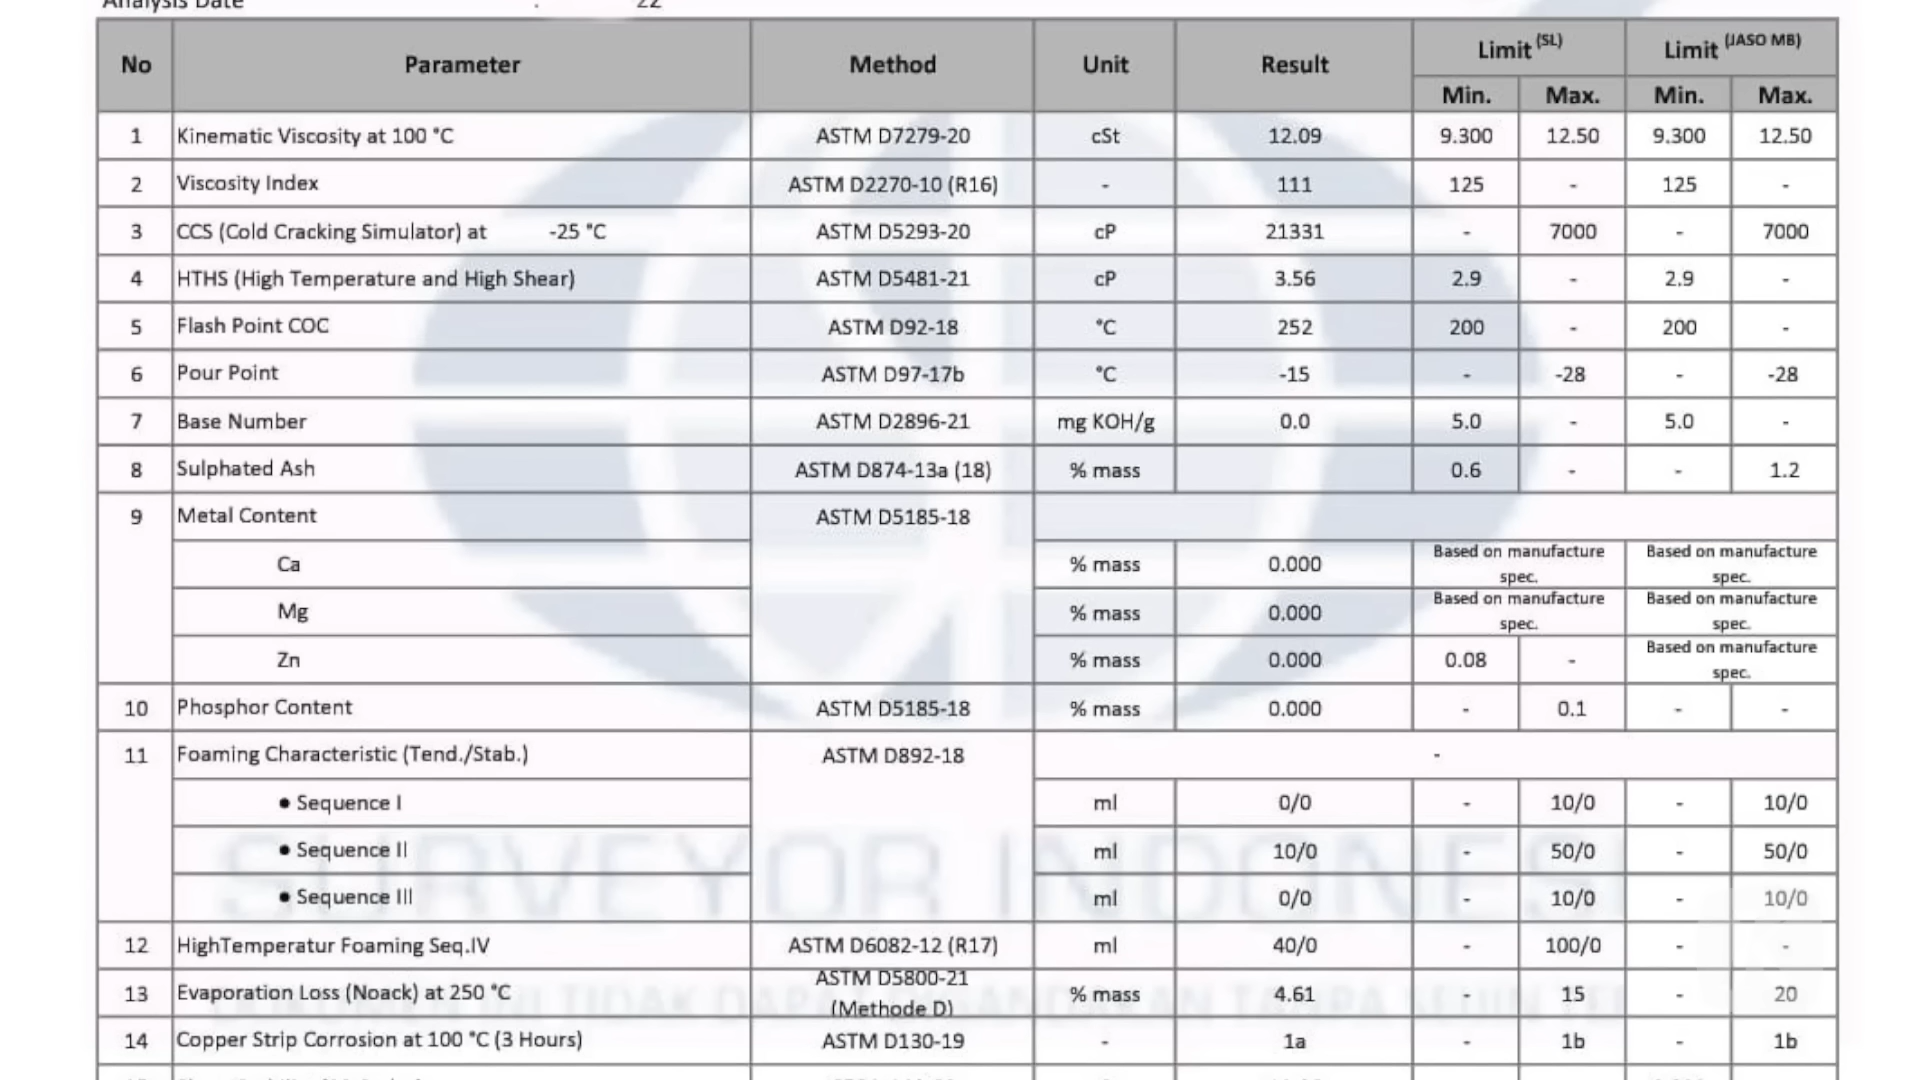 Analysis Date : 22
No Parameter Method Unit Result Limit (SL) Limit (JASO MB)
Min. Max. Min. Max.
1 Kinematic Viscosity at 100 °C ASTM D7279-20 cSt 12.09 9.300 12.50 9.300 12.50
2 Viscosity Index ASTM D2270-10 (R16) - 111 125 - 125 -
3 CCS (Cold Cracking Simulator) at -25 °C ASTM D5293-20 cP 21331 - 7000 - 7000
4 HTHS (High Temperature and High Shear) ASTM D5481-21 cP 3.56 2.9 - 2.9 -
5 Flash Point COC ASTM D92-18 °C 252 200 - 200 -
6 Pour Point ASTM D97-17b °C -15 - -28 - -28
7 Base Number ASTM D2896-21 mg KOH/g 0.0 5.0 - 5.0 -
8 Sulphated Ash ASTM D874-13a (18) % mass 0.6 - - 1.2
9 Metal Content ASTM D5185-18
Ca % mass 0.000 Based on manufacture spec. Based on manufacture spec.
Mg % mass 0.000 Based on manufacture spec. Based on manufacture spec.
Zn % mass 0.000 0.08 - Based on manufacture spec.
10 Phosphor Content ASTM D5185-18 % mass 0.000 - 0.1 - -
11 Foaming Characteristic (Tend./Stab.) ASTM D892-18 -
• Sequence I ml 0/0 - 10/0 - 10/0
• Sequence II ml 10/0 - 50/0 - 50/0
• Sequence III ml 0/0 - 10/0 - 10/0
SURVEYOR INDONESI
12 HighTemperatur Foaming Seq.IV ASTM D6082-12 (R17) ml 40/0 - 100/0 - -
13 Evaporation Loss (Noack) at 250 °C ASTM D5800-21 (Methode D) % mass 4.61 - 15 - 20
14 Copper Strip Corrosion at 100 °C (3 Hours) ASTM D130-19 - 1a - 1b - 1b